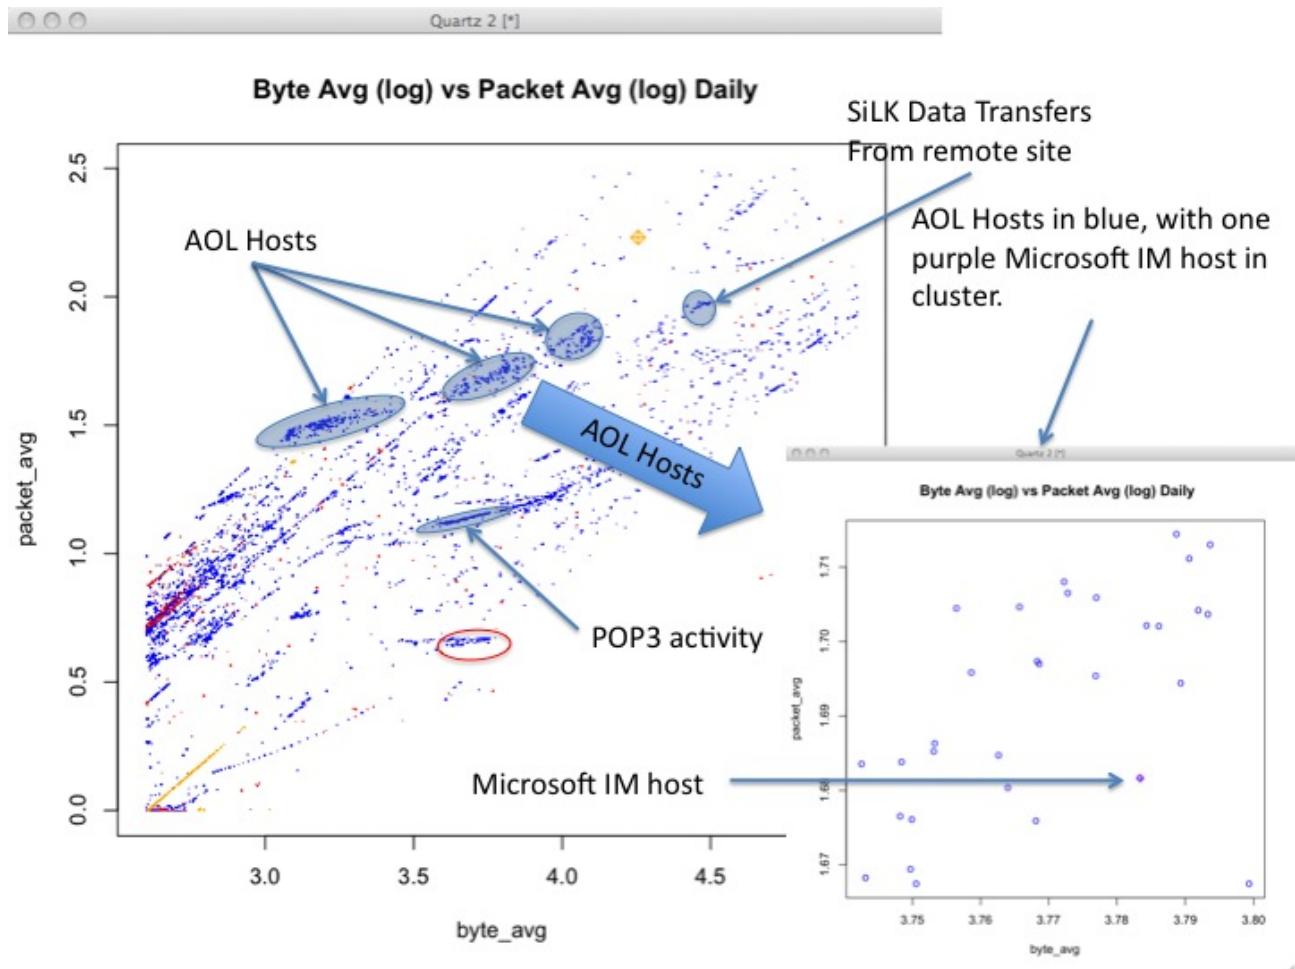 Quartz 2 [*]
Byte Avg (log) vs Packet Avg (log) Daily
SiLK Data Transfers
From remote site
AOL Hosts in blue, with one
purple Microsoft IM host in
cluster.
AOL Hosts
AOL Hosts
POP3 activity
Microsoft IM host
packet_avg
2.5
2.0
1.5
1.0
0.5
0.0
3.0
3.5
4.0
4.5
byte_avg
Quartz 2 [*]
Byte Avg (log) vs Packet Avg (log) Daily
packet_avg
1.71
1.70
1.69
1.68
1.67
3.75
3.76
3.77
3.78
3.79
3.80
byte_avg